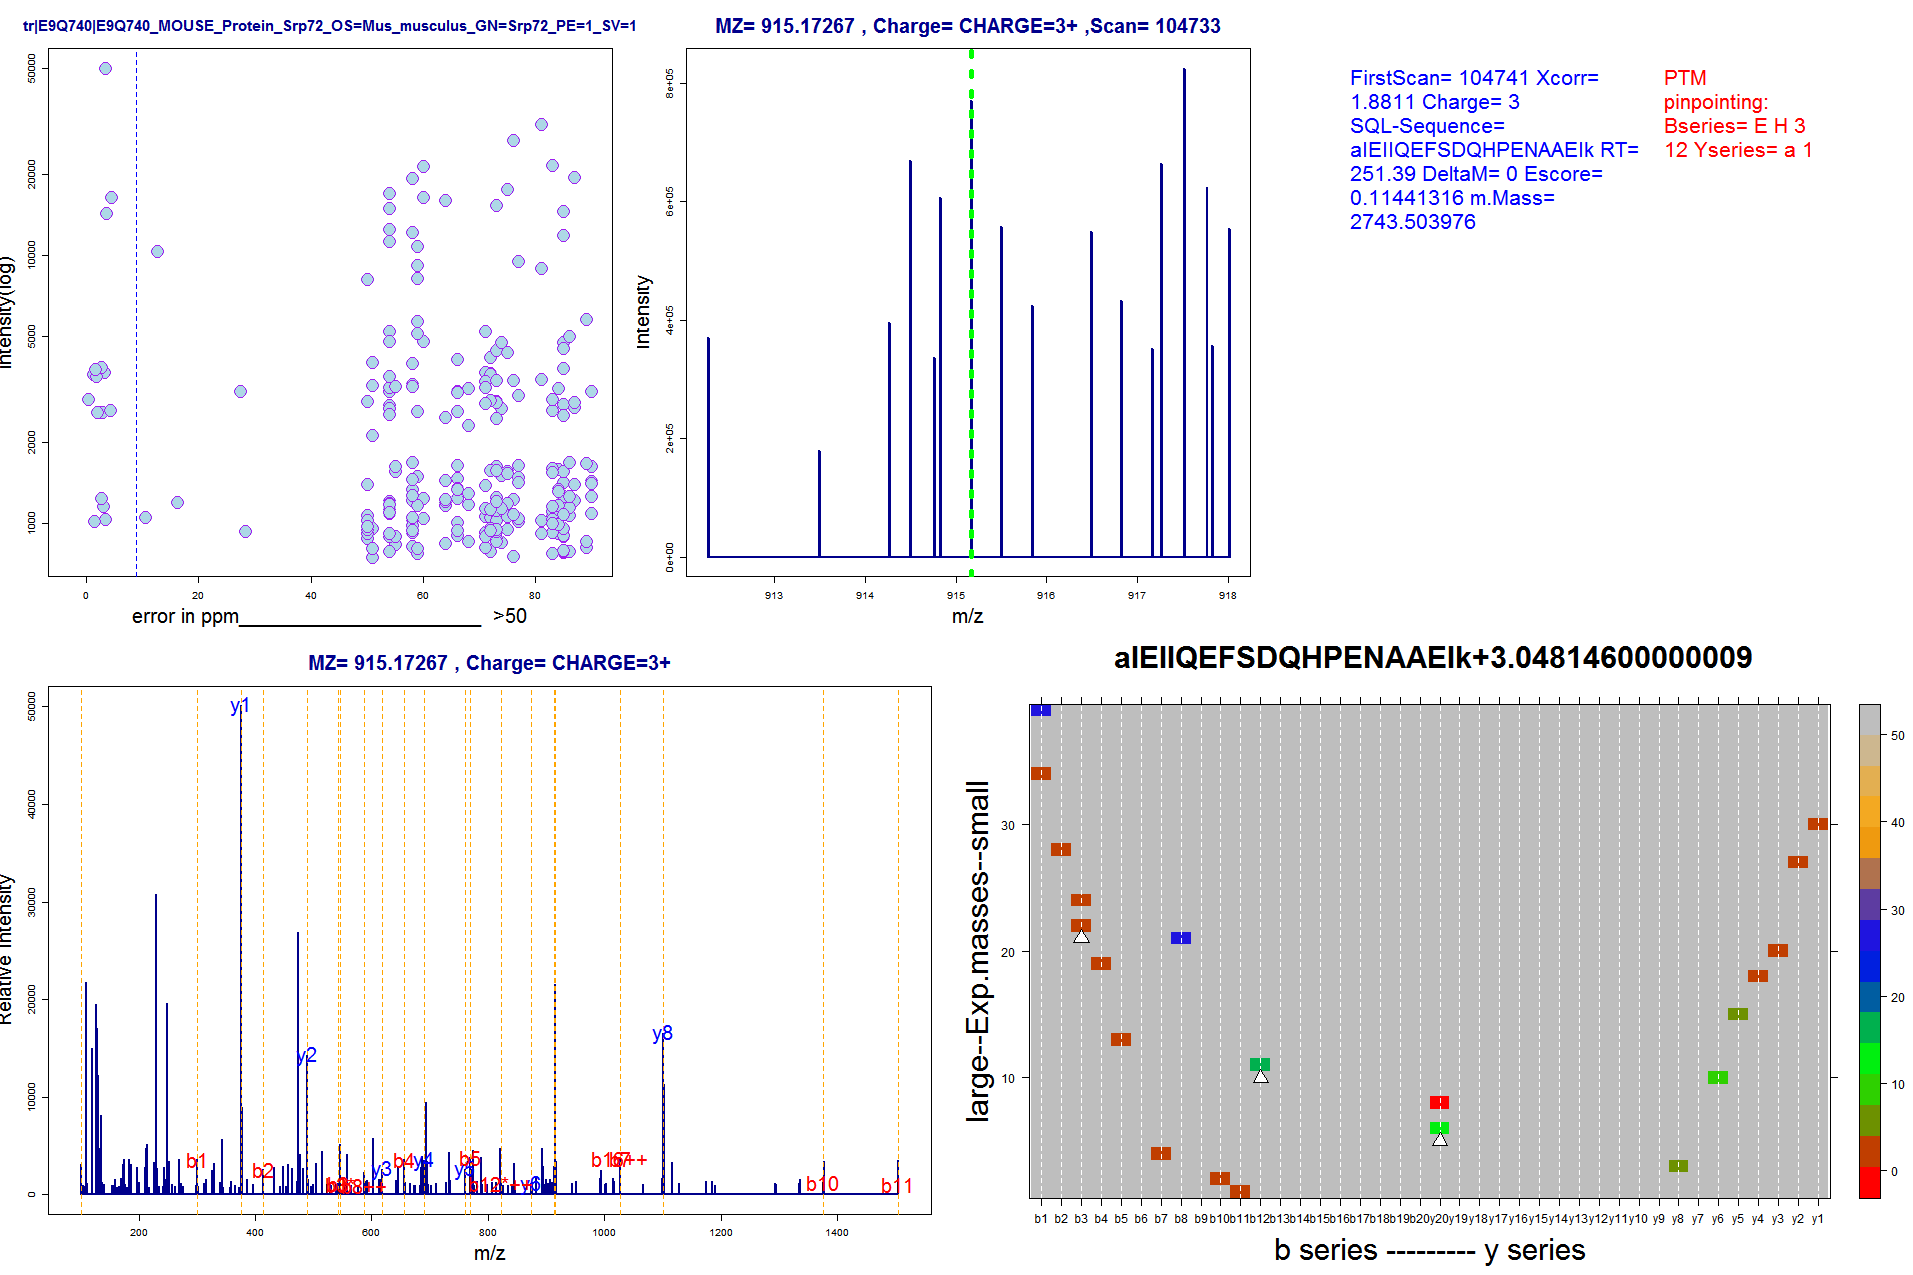 tr|E9Q740|E9Q740_MOUSE_Protein_Srp72_OS=Mus_musculus_GN=Srp72_PE=1_SV=1
Intensity(log)
50000
20000
10000
5000
2000
1000
0
20
40
60
80
error in ppm______________________ >50
MZ= 915.17267 , Charge= CHARGE=3+ ,Scan= 104733
Intensity
8e+05
6e+05
4e+05
2e+05
0e+00
913
914
915
916
917
918
m/z
FirstScan= 104741 Xcorr=
1.8811 Charge= 3
SQL-Sequence=
aIEIIQEFSDQHPENAAEIk RT=
251.39 DeltaM= 0 Escore=
0.11441316 m.Mass=
2743.503976
PTM
pinpointing:
Bseries= E H 3
12 Yseries= a 1
MZ= 915.17267 , Charge= CHARGE=3+
Relative Intensity
50000
40000
30000
20000
10000
0
y1
y2
y8
b1
b2
y3
b4
y4
y5
b5
y6
b10
b11
200
400
600
800
1000
1200
1400
m/z
aIEIIQEFSDQHPENAAEIk+3.04814600000009
large--Exp.masses--small
30
20
10
b1 b2 b3 b4 b5 b6 b7 b8 b9 b10 b11 b12 b13 b14 b15 b16 b17 b18 b19 b20 y20 y19 y18 y17 y16 y15 y14 y13 y12 y11 y10 y9 y8 y7 y6 y5 y4 y3 y2 y1
b series --------- y series
50
40
30
20
10
0